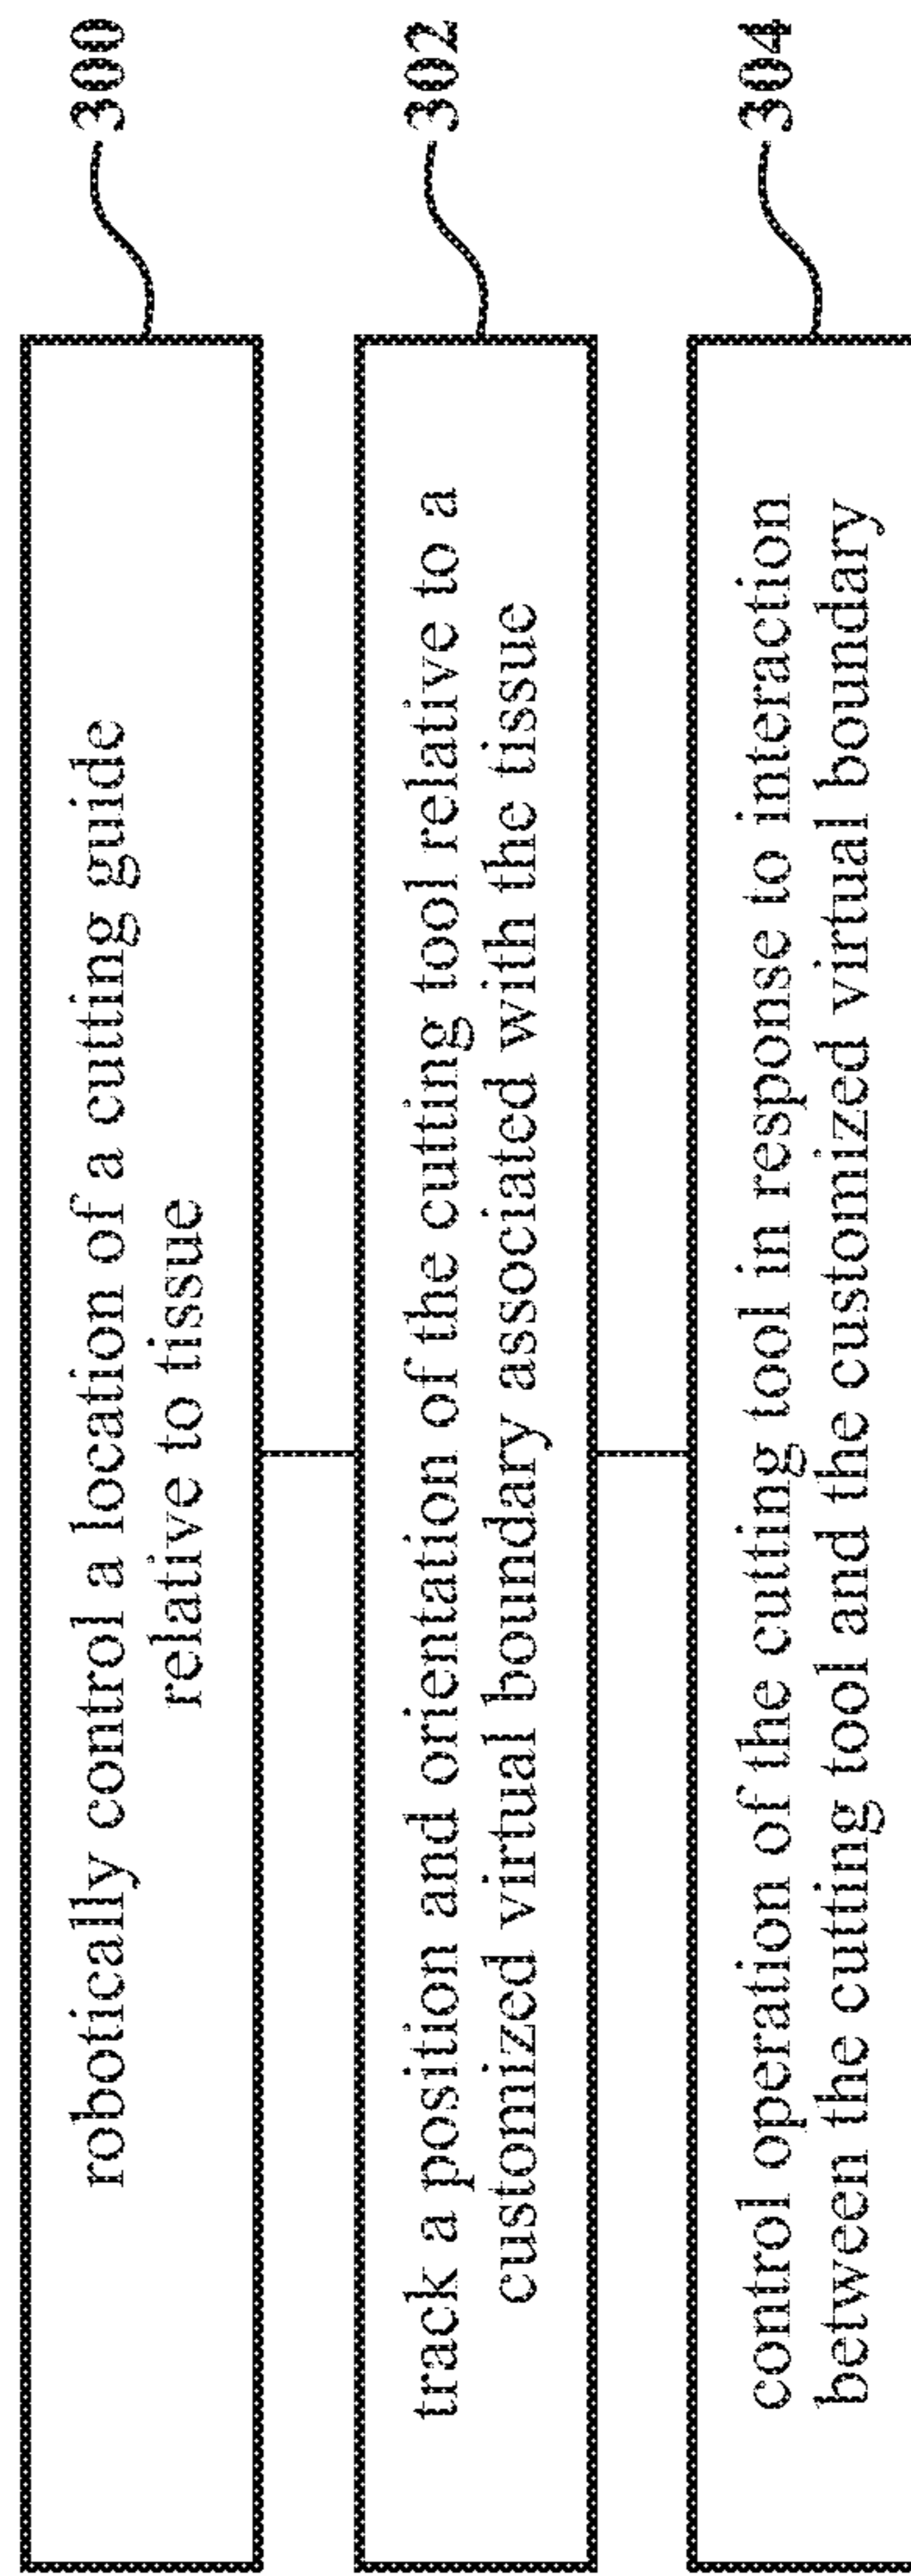 robotically control a location of a cutting guide
relative to tissue
300
track a position and orientation of the cutting tool relative to a
customized virtual boundary associated with the tissue
302
control operation of the cutting tool in response to interaction
between the cutting tool and the customized virtual boundary
304